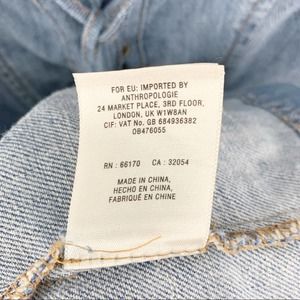 FOR EU: IMPORTED BY
ANTHROPOLOGIE
24 MARKET PLACE, 3RD FLOOR,
LONDON, UK W1W8AN
CIF: VAT No. GB 684936382
OB476055
RN : 66170 CA : 32054
MADE IN CHINA,
HECHO EN CHINA,
FABRIQUÉ EN CHINE